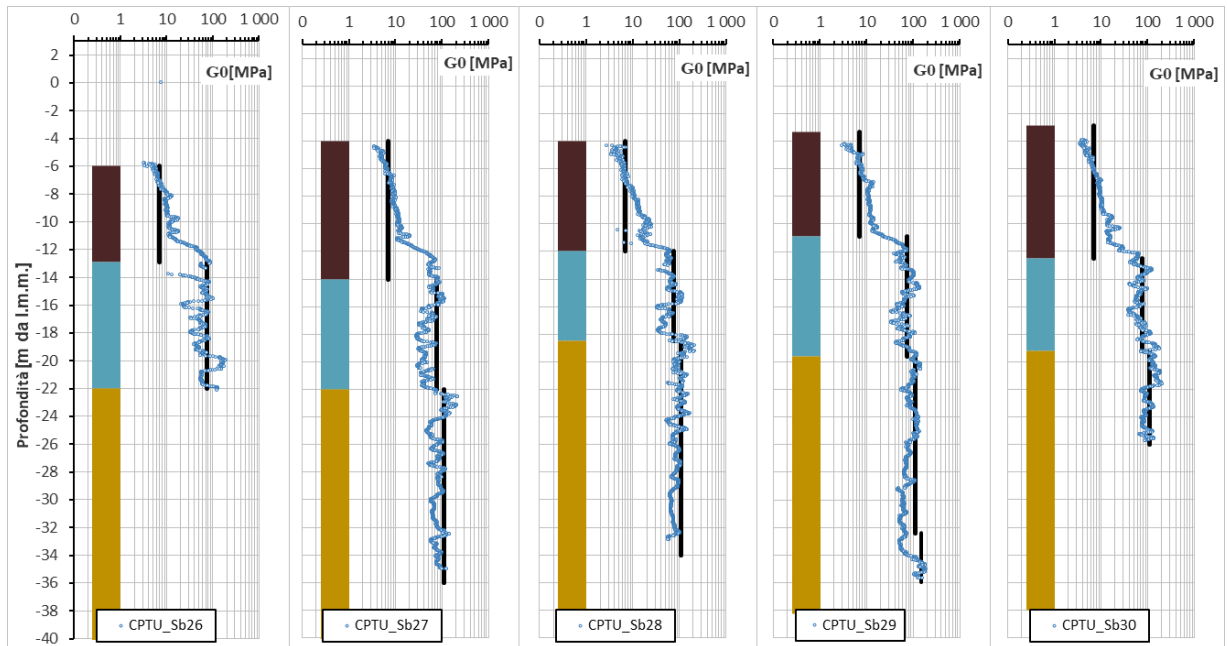 0 1 10 100 1 000
0 1 10 100 1 000
0 1 10 100 1 000
0 1 10 100 1 000
0 1 10 100 1 000
G0 [MPa]
G0 [MPa]
G0 [MPa]
G0 [MPa]
G0 [MPa]
Profondità [m da l.m.m.]
2
0
-2
-4
-6
-8
-10
-12
-14
-16
-18
-20
-22
-24
-26
-28
-30
-32
-34
-36
-38
-40
CPTU_Sb26
CPTU_Sb27
CPTU_Sb28
CPTU_Sb29
CPTU_Sb30